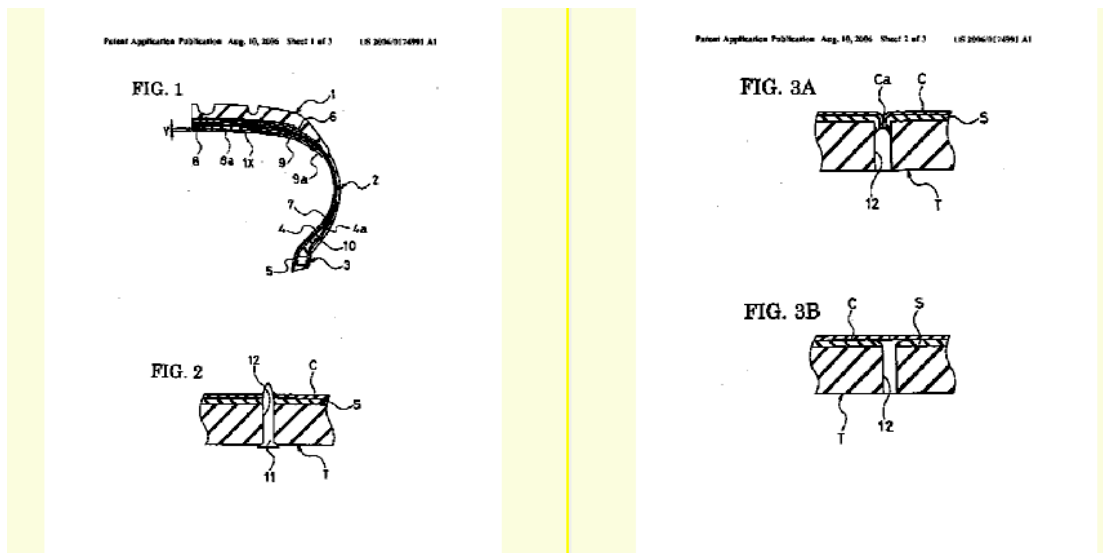 Patent Application Publication Aug. 10, 2006 Sheet 1 of 3 US 2006/0174991 A1
FIG. 1
1
6
Y
8
9a
1X
9
9a
2
7
4
4a
10
5
3
FIG. 2
12
C
S
11
T
Patent Application Publication Aug. 10, 2006 Sheet 2 of 3 US 2006/0174991 A1
FIG. 3A
Ca
C
S
12
T
FIG. 3B
C
S
T
12